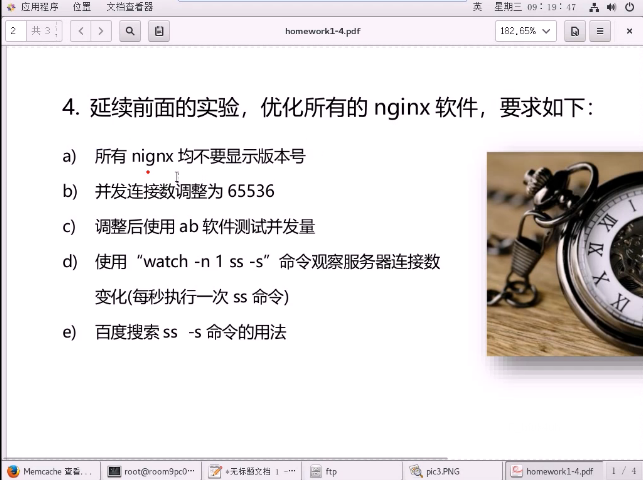 应用程序 位置 文档查看器 英 星期三 09:19:47
2 共 3 homework1-4.pdf 182.65%
4. 延续前面的实验，优化所有的 nginx 软件，要求如下：
a) 所有 nignx 均不要显示版本号
b) 并发连接数调整为 65536
c) 调整后使用 ab 软件测试并发量
d) 使用“watch -n 1 ss -s”命令观察服务器连接数
变化(每秒执行一次 ss 命令)
e) 百度搜索 ss -s 命令的用法
Memcache 查看... root@room9pc0··· *无标题文档 1 -··· ftp pic3.PNG homework1-4.pdf 1 / 4